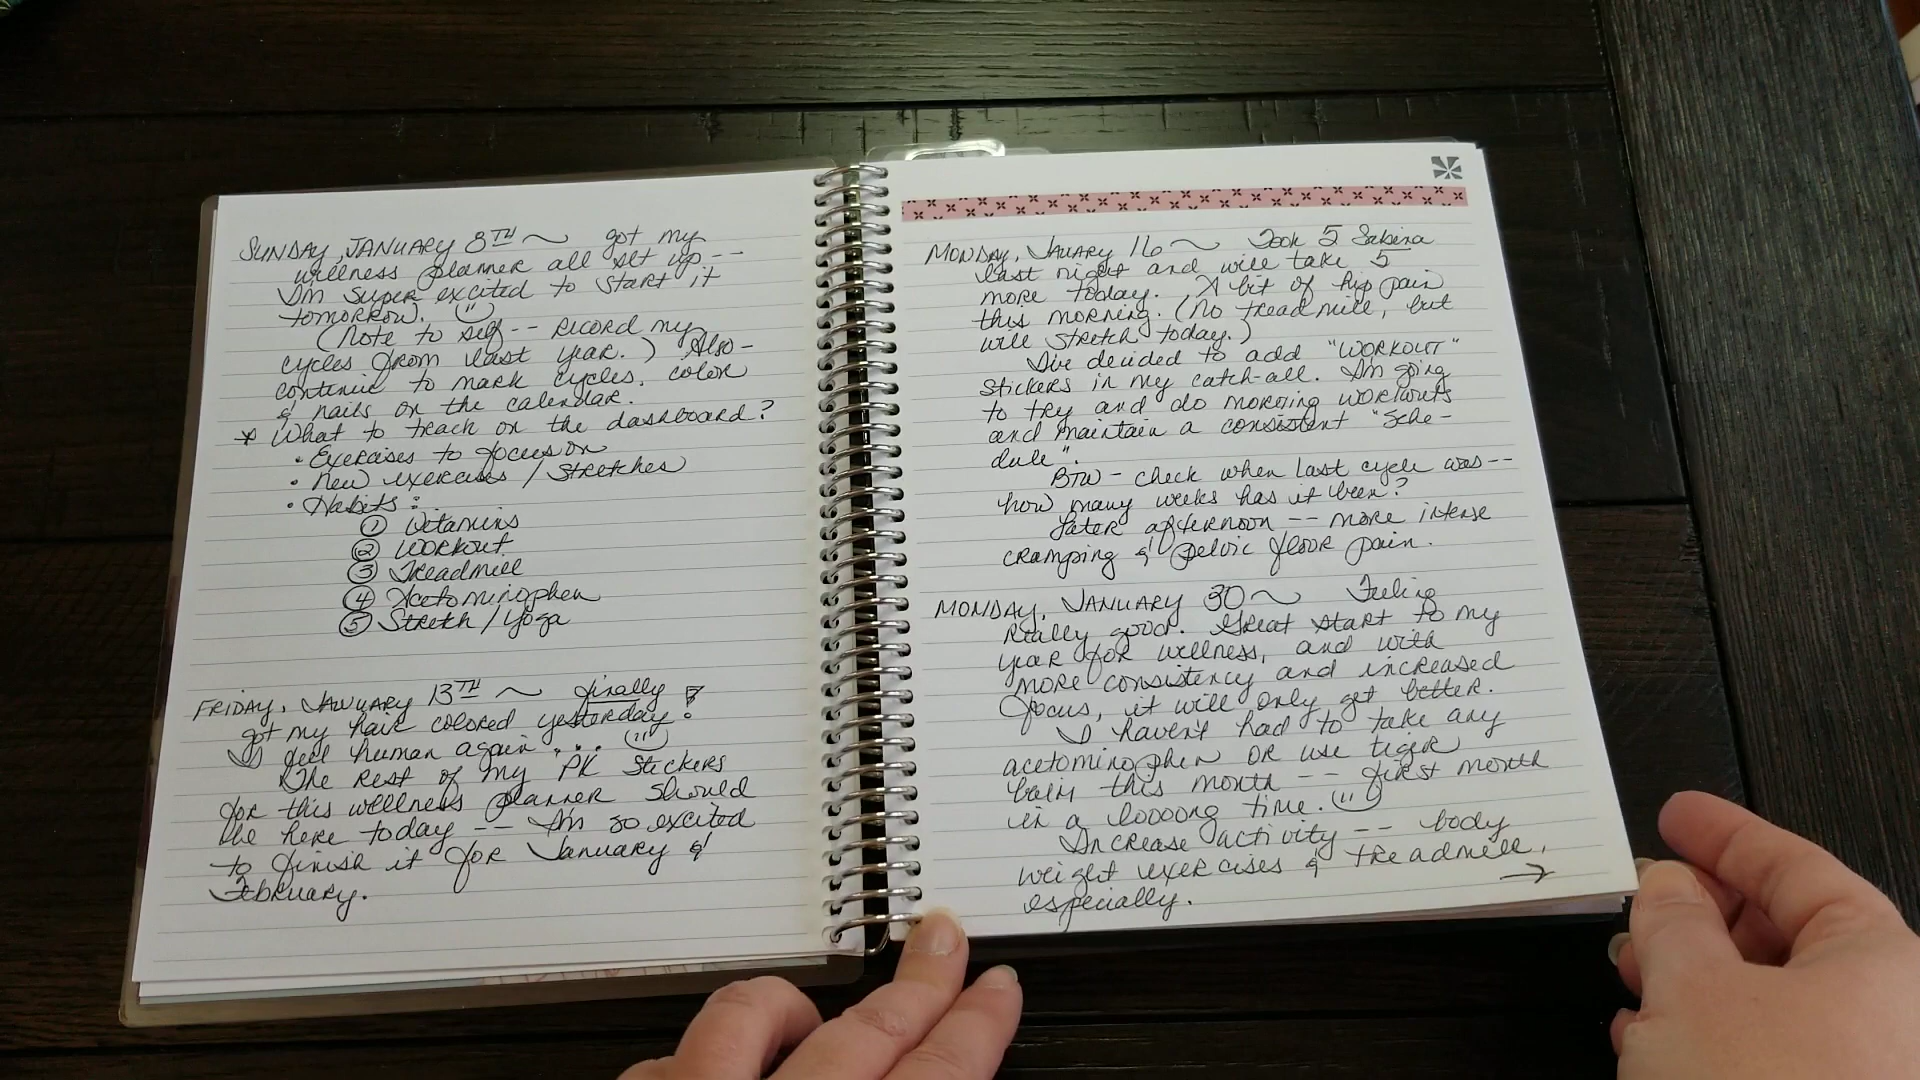 SUNDAY, JANUARY 8TH ~ got my
wellness planner all set up --
I'm super excited to start it
tomorrow.
(Note to self -- record my
cycles from last year.) Also -
continue to mark cycles, color
& nails on the calendar.
* What to track on the dashboard?
• Exercises to focus on
• New exercises / stretches
• Habits:
① Vitamins
② Workout
③ Treadmill
④ Acetominophen
⑤ Stretch / Yoga
FRIDAY, JANUARY 13TH ~ finally
got my hair colored yesterday!
I feel human again...
The rest of my PK stickers
for this wellness planner should
be here today -- I'm so excited
to finish it for January &
February.
MONDAY, JAUARY 16 ~ Took 5 Sabina
last night and will take 5
more today. A bit of hip pain
this morning. (No treadmill, but
will stretch today.)
I've decided to add "WORKOUT"
stickers in my catch-all. I'm going
to try and do morning workouts
and maintain a consistent "sche-
dule".
BTW - check when last cycle was --
how many weeks has it been?
Later afternoon -- more intense
cramping & pelvic floor pain.
MONDAY, JANUARY 30 ~ Feeling
really good. Great start to my
year for wellness, and with
more consistency and increased
focus, it will only get better.
I haven't had to take any
acetominophen or use tiger
balm this month -- first month
in a loooong time.
Increase activity -- body
weight exercises & treadmill,
especially. →